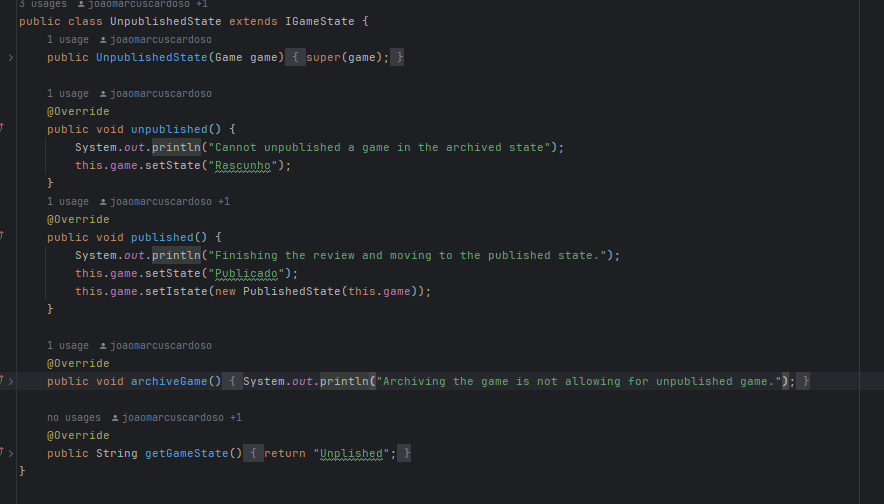 3 usages joaomarcuscardoso +1
public class UnpublishedState extends IGameState {
1 usage joaomarcuscardoso
public UnpublishedState(Game game) { super(game); }
1 usage joaomarcuscardoso
@Override
public void unpublished() {
System.out.println("Cannot unpublished a game in the archived state");
this.game.setState("Rascunho");
}
1 usage joaomarcuscardoso +1
@Override
public void published() {
System.out.println("Finishing the review and moving to the published state.");
this.game.setState("Publicado");
this.game.setIstate(new PublishedState(this.game));
}
1 usage joaomarcuscardoso
@Override
public void archiveGame() { System.out.println("Archiving the game is not allowing for unpublished game."); }
no usages joaomarcuscardoso +1
@Override
public String getGameState() { return "Unplished"; }
}